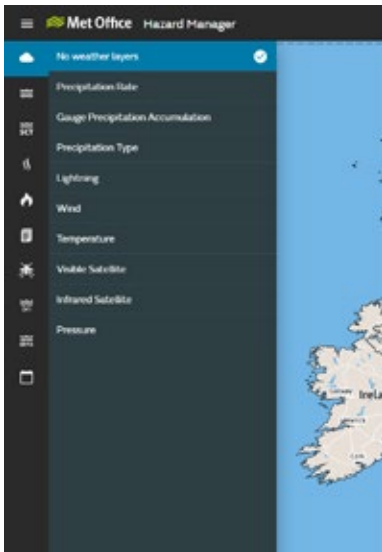 Met Office Hazard Manager
No weather layers
Precipitation Rate
Gauge Precipitation Accumulation
Precipitation Type
Lightning
Wind
Temperature
Visible Satellite
Infrared Satellite
Pressure
Irela